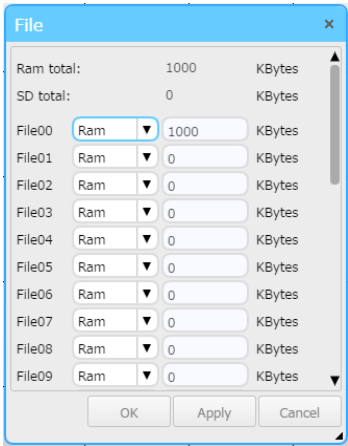 File ×
Ram total: 1000 KBytes
SD total: 0 KBytes
File00 Ram ▼ 1000 KBytes
File01 Ram ▼ 0 KBytes
File02 Ram ▼ 0 KBytes
File03 Ram ▼ 0 KBytes
File04 Ram ▼ 0 KBytes
File05 Ram ▼ 0 KBytes
File06 Ram ▼ 0 KBytes
File07 Ram ▼ 0 KBytes
File08 Ram ▼ 0 KBytes
File09 Ram ▼ 0 KBytes
OK Apply Cancel